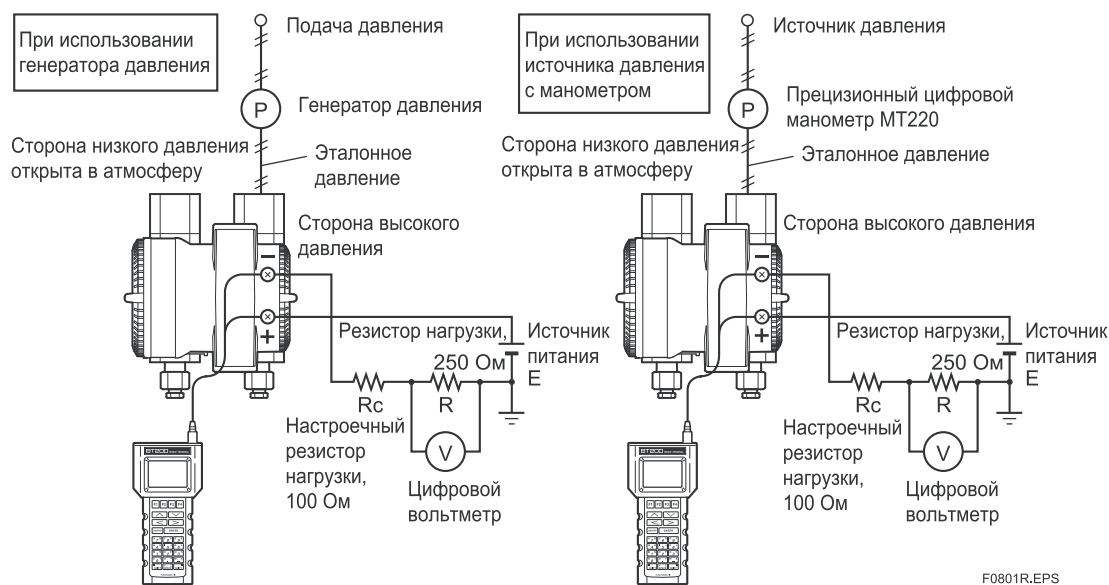 При использовании
генератора давления
Подача давления
P
Генератор давления
Сторона низкого давления
открыта в атмосферу
Эталонное
давление
Сторона высокого
давления
−
+
Резистор нагрузки,
250 Ом
Источник
питания
E
Rc
R
Настроечный
резистор
нагрузки,
100 Ом
V
Цифровой
вольтметр
При использовании
источника давления
с манометром
Источник давления
P
Прецизионный цифровой
манометр MT220
Сторона низкого давления
открыта в атмосферу
Эталонное давление
Сторона высокого давления
−
+
Резистор нагрузки,
250 Ом
Источник
питания
E
Rc
R
Настроечный
резистор
нагрузки,
100 Ом
V
Цифровой
вольтметр
F0801R.EPS